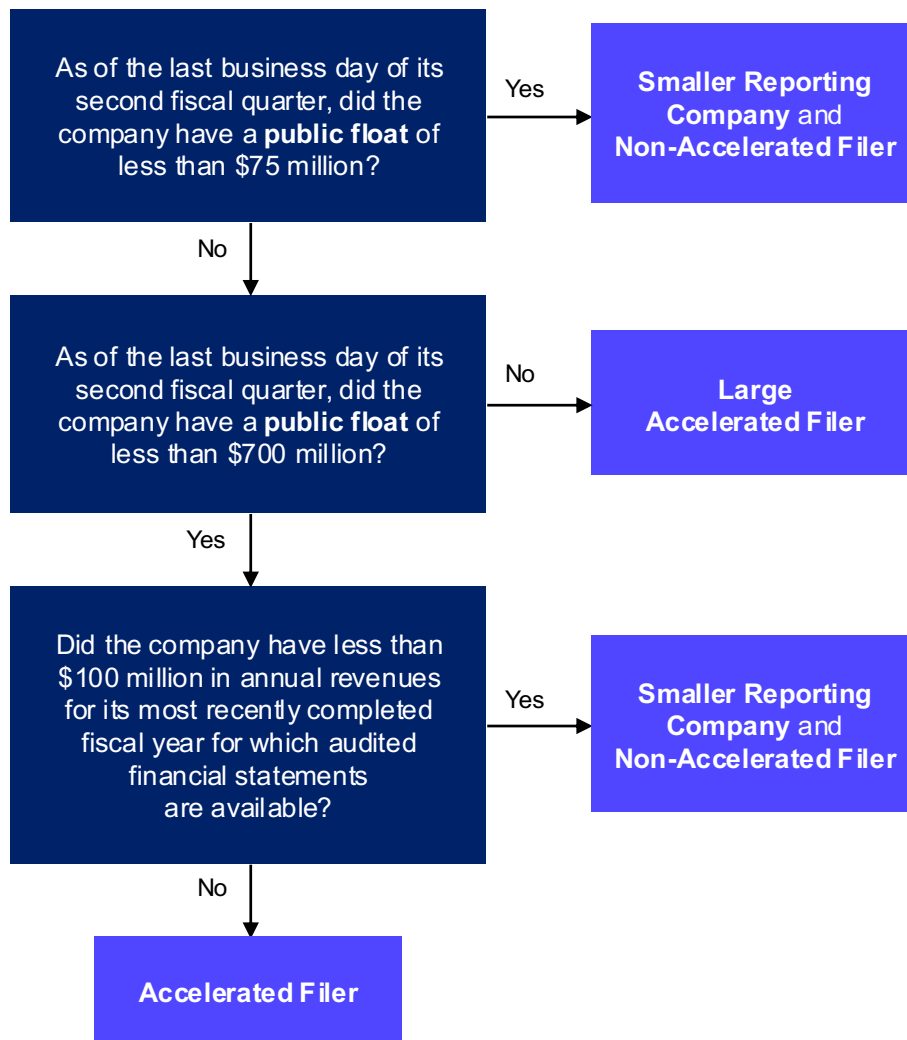 As of the last business day of its
second fiscal quarter, did the
company have a public float of
less than $75 million?
Yes
Smaller Reporting
Company and
Non-Accelerated Filer
No
As of the last business day of its
second fiscal quarter, did the
company have a public float of
less than $700 million?
No
Large
Accelerated Filer
Yes
Did the company have less than
$100 million in annual revenues
for its most recently completed
fiscal year for which audited
financial statements
are available?
Yes
Smaller Reporting
Company and
Non-Accelerated Filer
No
Accelerated Filer